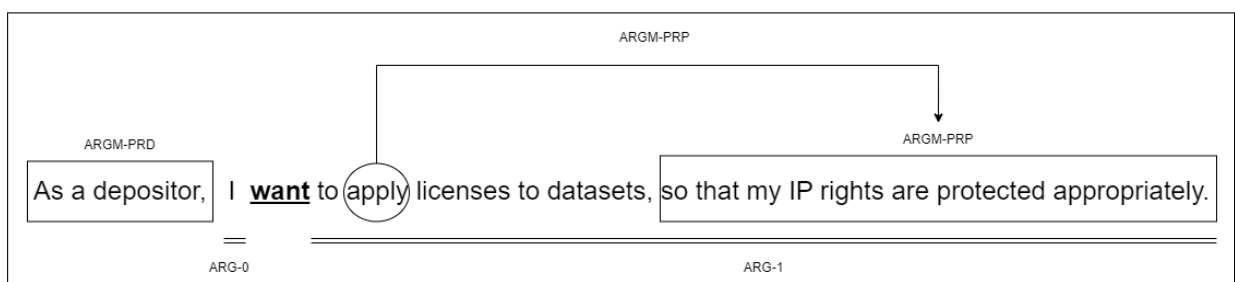 ARGM-PRP
ARGM-PRD
ARGM-PRP
As a depositor, I want to apply licenses to datasets, so that my IP rights are protected appropriately.
ARG-0
ARG-1